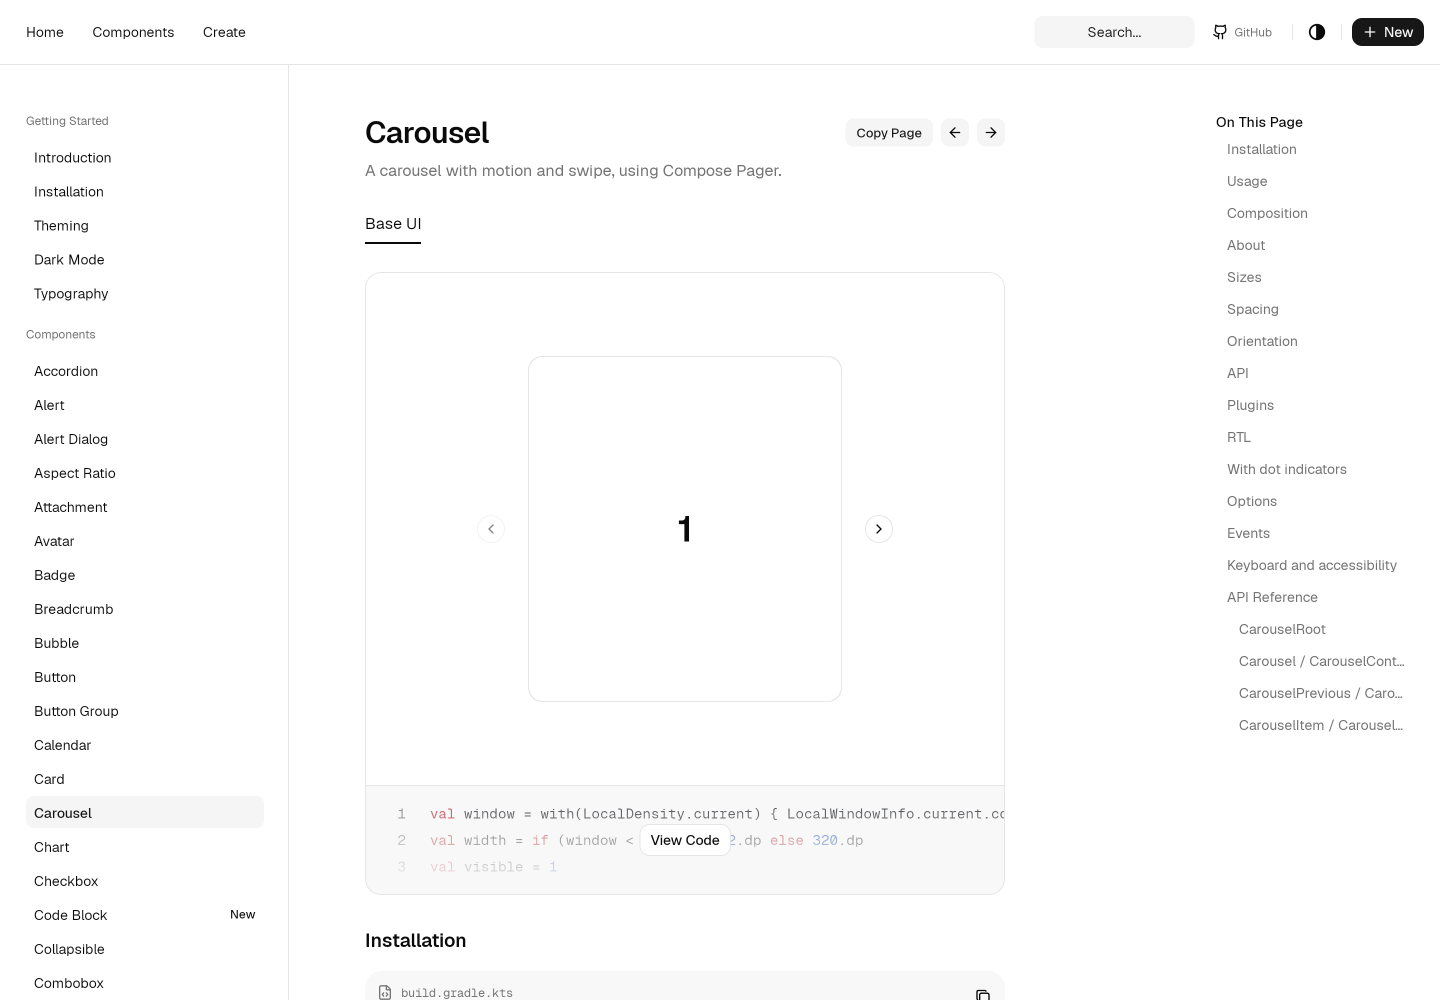 Home
Components
Create
Search...
GitHub
New
Getting Started
Introduction
Installation
Theming
Dark Mode
Typography
Components
Accordion
Alert
Alert Dialog
Aspect Ratio
Attachment
Avatar
Badge
Breadcrumb
Bubble
Button
Button Group
Calendar
Card
Carousel
Chart
Checkbox
Code Block
New
Collapsible
Combobox
Carousel
Copy Page
A carousel with motion and swipe, using Compose Pager.
Base UI
1
1 val window = with(LocalDensity.current) { LocalWindowInfo.current.co
2 val width = if (window < 2.dp else 320.dp
View Code
3 val visible = 1
Installation
build.gradle.kts
On This Page
Installation
Usage
Composition
About
Sizes
Spacing
Orientation
API
Plugins
RTL
With dot indicators
Options
Events
Keyboard and accessibility
API Reference
CarouselRoot
Carousel / CarouselCont...
CarouselPrevious / Caro...
CarouselItem / Carousel...